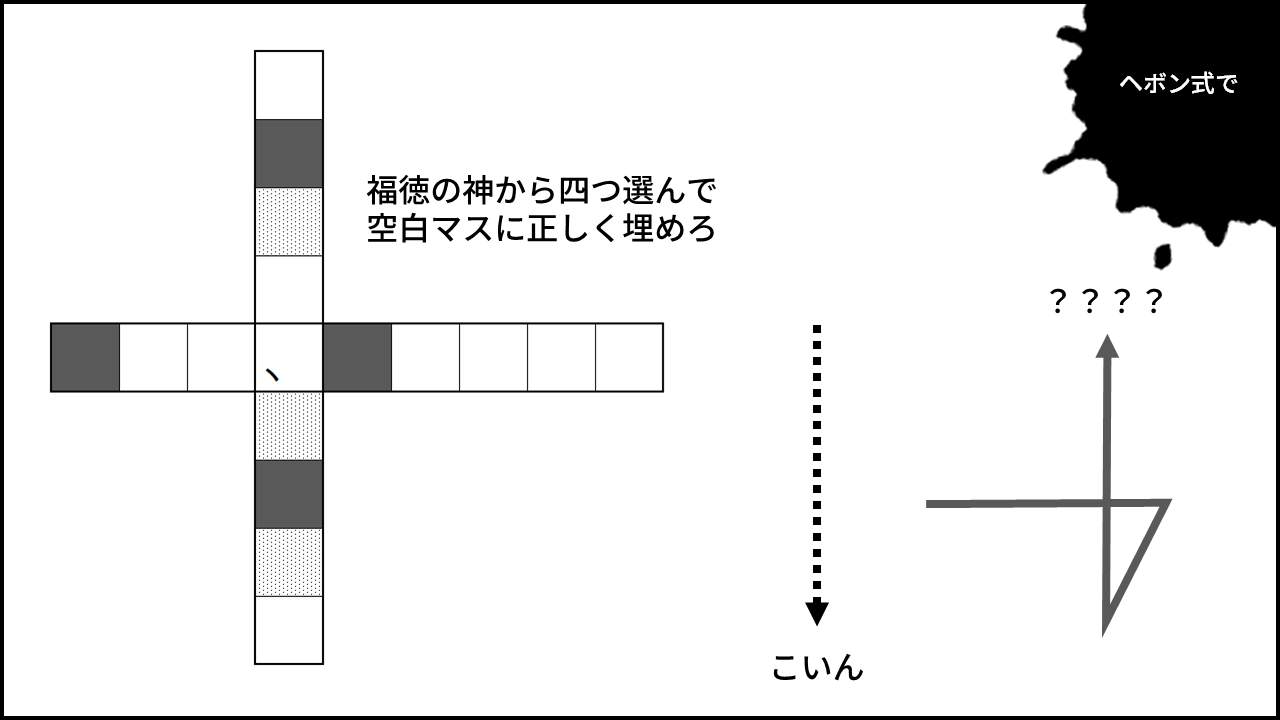 ヘボン式で
福徳の神から四つ選んで
空白マスに正しく埋めろ
？？？？
、
こいん